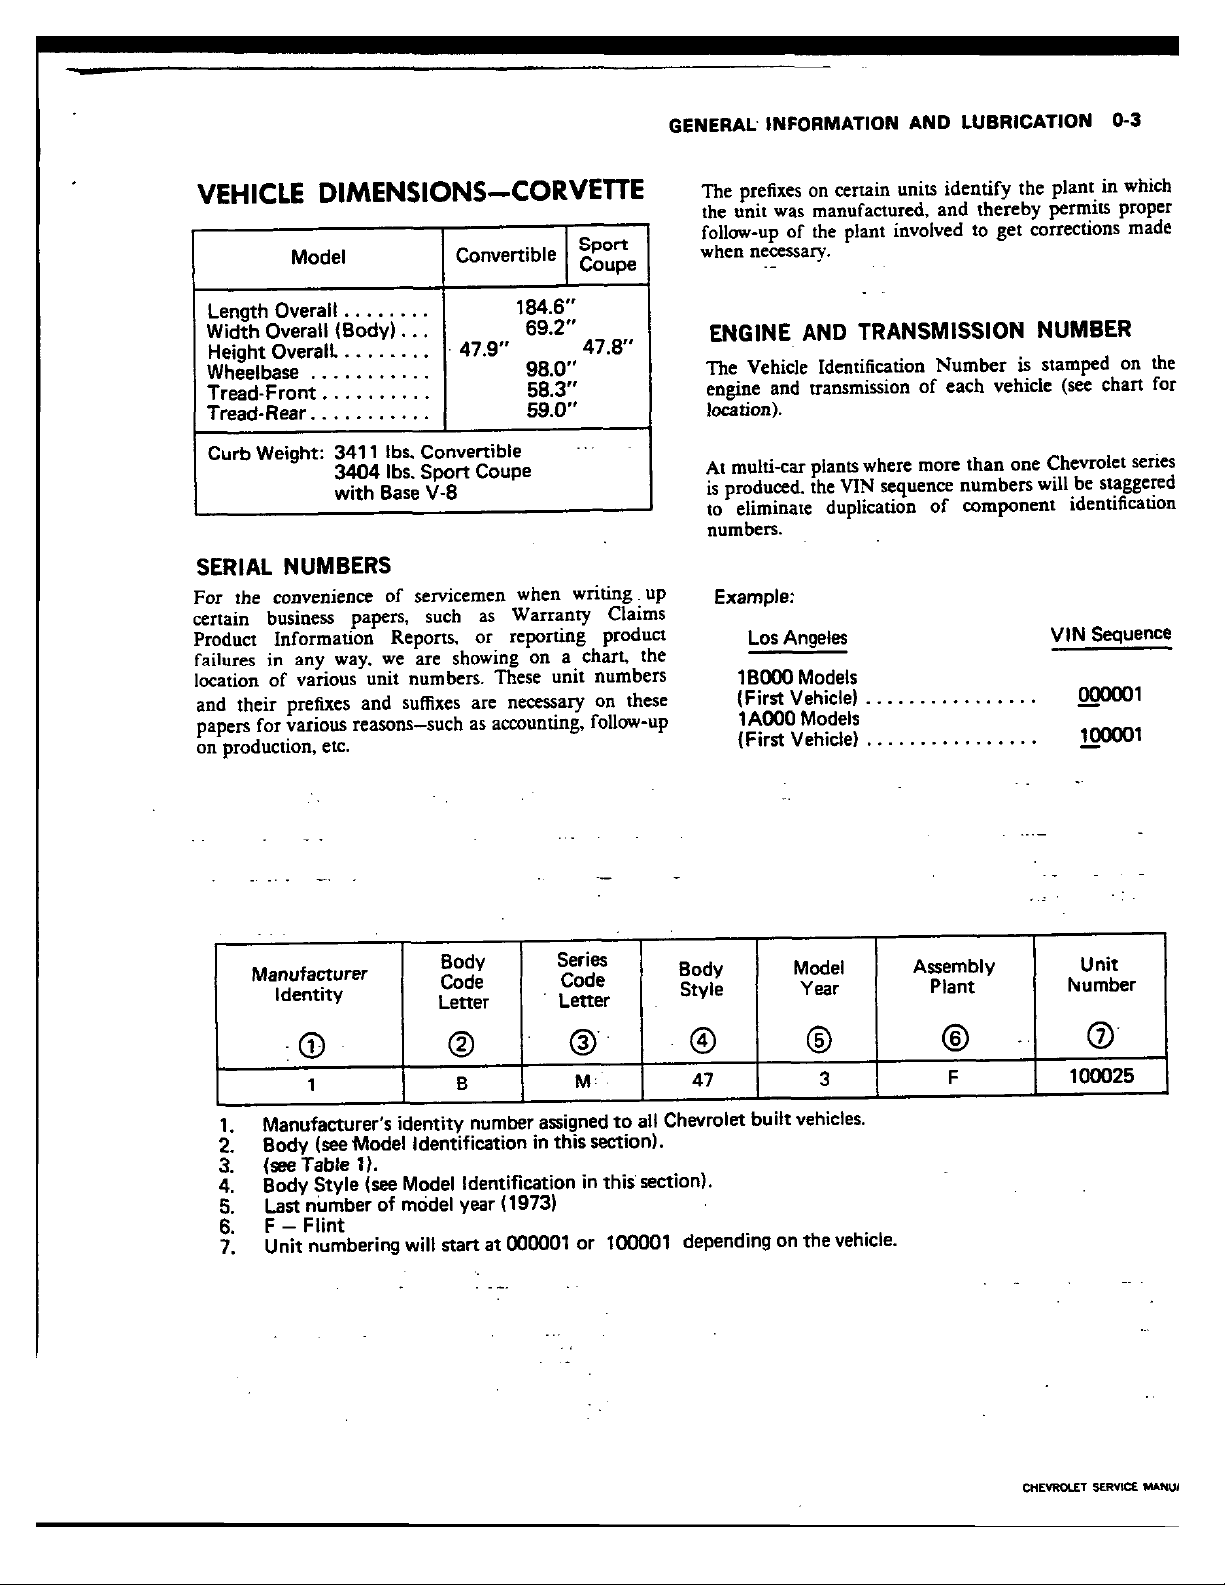 GENERAL INFORMATION AND LUBRICATION 0-3
VEHICLE DIMENSIONS—CORVETTE
Model Convertible Sport Coupe
Length Overall ........ 184.6"
Width Overall (Body) ... 69.2"
Height Overall ........ 47.9" 47.8"
Wheelbase ........... 98.0"
Tread-Front .......... 58.3"
Tread-Rear ........... 59.0"
Curb Weight: 3411 lbs. Convertible
3404 lbs. Sport Coupe
with Base V-8
SERIAL NUMBERS
For the convenience of servicemen when writing up
certain business papers, such as Warranty Claims
Product Information Reports, or reporting product
failures in any way, we are showing on a chart, the
location of various unit numbers. These unit numbers
and their prefixes and suffixes are necessary on these
papers for various reasons—such as accounting, follow-up
on production, etc.
The prefixes on certain units identify the plant in which
the unit was manufactured, and thereby permits proper
follow-up of the plant involved to get corrections made
when necessary.
ENGINE AND TRANSMISSION NUMBER
The Vehicle Identification Number is stamped on the
engine and transmission of each vehicle (see chart for
location).
At multi-car plants where more than one Chevrolet series
is produced, the VIN sequence numbers will be staggered
to eliminate duplication of component identification
numbers.
Example:
Los Angeles VIN Sequence
1B000 Models
(First Vehicle) ................ 000001
1A000 Models
(First Vehicle) ................ 100001
Manufacturer Identity Body Code Letter Series Code Letter Body Style Model Year Assembly Plant Unit Number
① ② ③ ④ ⑤ ⑥ ⑦
1 B M 47 3 F 100025
1. Manufacturer's identity number assigned to all Chevrolet built vehicles.
2. Body (see Model Identification in this section).
3. (see Table 1).
4. Body Style (see Model Identification in this section).
5. Last number of model year (1973)
6. F – Flint
7. Unit numbering will start at 000001 or 100001 depending on the vehicle.
CHEVROLET SERVICE MANU